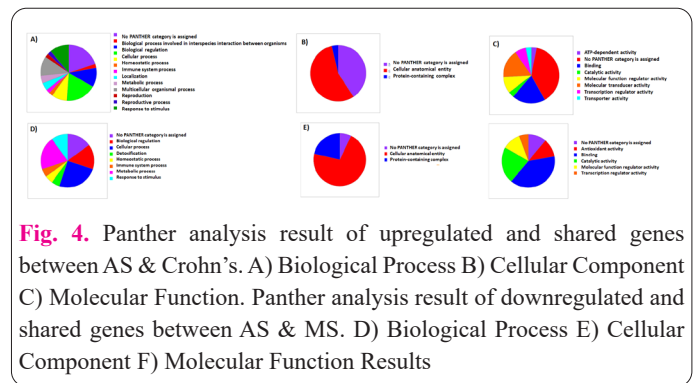 A)
No PANTHER category is assigned
Biological process involved in interspecies interaction between organisms
Biological regulation
Cellular process
Homeostatic process
Immune system process
Localization
Metabolic process
Multicellular organismal process
Reproduction
Reproductive process
Response to stimulus
B)
No PANTHER category is assigned
Cellular anatomical entity
Protein-containing complex
C)
ATP-dependent activity
No PANTHER category is assigned
Binding
Catalytic activity
Molecular function regulator activity
Molecular transducer activity
Transcription regulator activity
Transporter activity
D)
No PANTHER category is assigned
Biological regulation
Cellular process
Detoxification
Homeostatic process
Immune system process
Metabolic process
Response to stimulus
E)
No PANTHER category is assigned
Cellular anatomical entity
Protein-containing complex
No PANTHER category is assigned
Antioxidant activity
Binding
Catalytic activity
Molecular function regulator activity
Transcription regulator activity
Fig. 4. Panther analysis result of upregulated and shared genes
between AS & Crohn's. A) Biological Process B) Cellular Component
C) Molecular Function. Panther analysis result of downregulated and
shared genes between AS & MS. D) Biological Process E) Cellular
Component F) Molecular Function Results